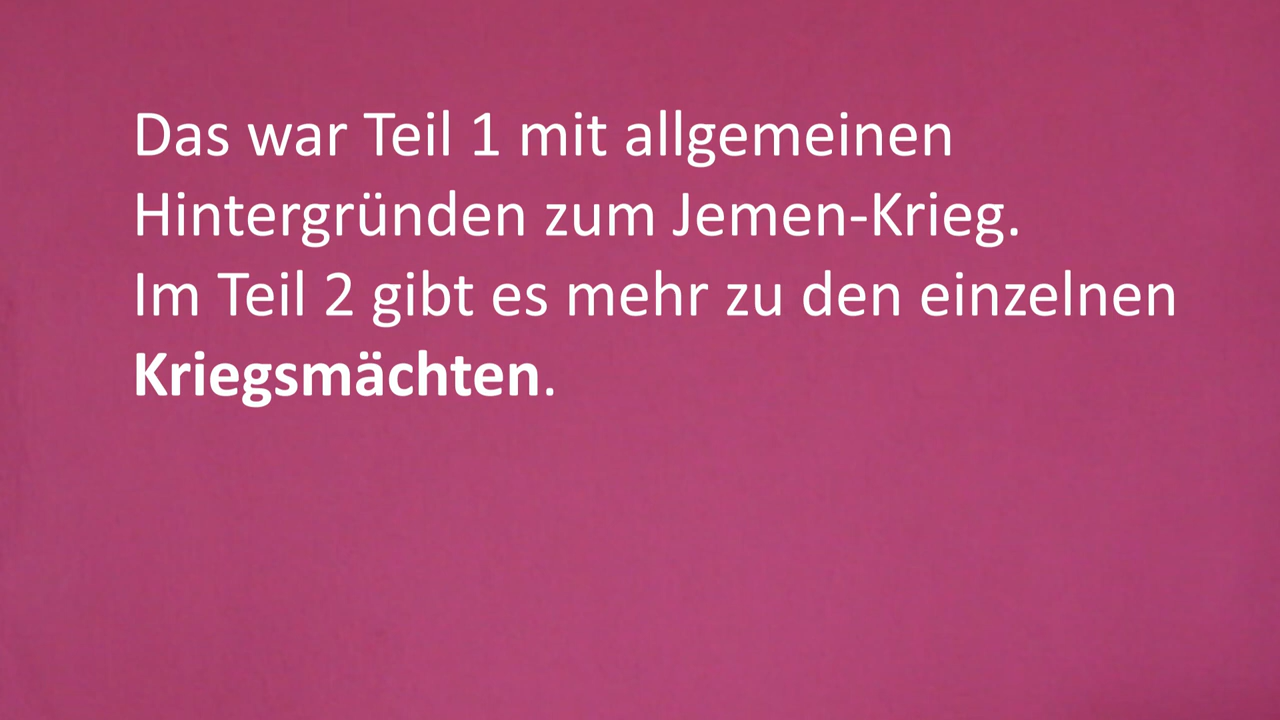 Das war Teil 1 mit allgemeinen
Hintergründen zum Jemen-Krieg.
Im Teil 2 gibt es mehr zu den einzelnen
Kriegsmächten.